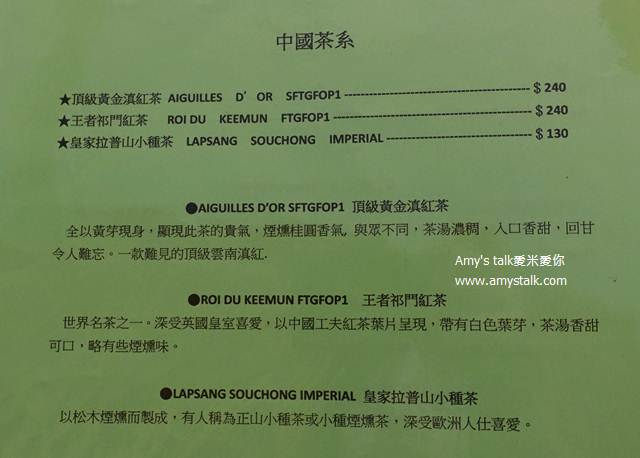 中國茶系
★頂級黃金滇紅茶 AIGUILLES D'OR SFTGFOP1 ------------------------------------------- $ 240
★王者祁門紅茶 ROI DU KEEMUN FTGFOP1 ----------------------------------------------- $ 240
★皇家拉普山小種茶 LAPSANG SOUCHONG IMPERIAL ----------------------------------- $ 130
●AIGUILLES D'OR SFTGFOP1 頂級黃金滇紅茶
全以黃芽現身，顯現此茶的貴氣，煙燻桂圓香氣, 與眾不同，茶湯濃稠，入口香甜，回甘
令人難忘。一款難見的頂級雲南滇紅.
Amy's talk愛米愛你
www.amystalk.com
●ROI DU KEEMUN FTGFOP1 王者祁門紅茶
世界名茶之一。深受英國皇室喜愛，以中國工夫紅茶葉片呈現，帶有白色葉芽，茶湯香甜
可口，略有些煙燻味。
●LAPSANG SOUCHONG IMPERIAL 皇家拉普山小種茶
以松木煙燻而製成，有人稱為正山小種茶或小種煙燻茶，深受歐洲人仕喜愛。